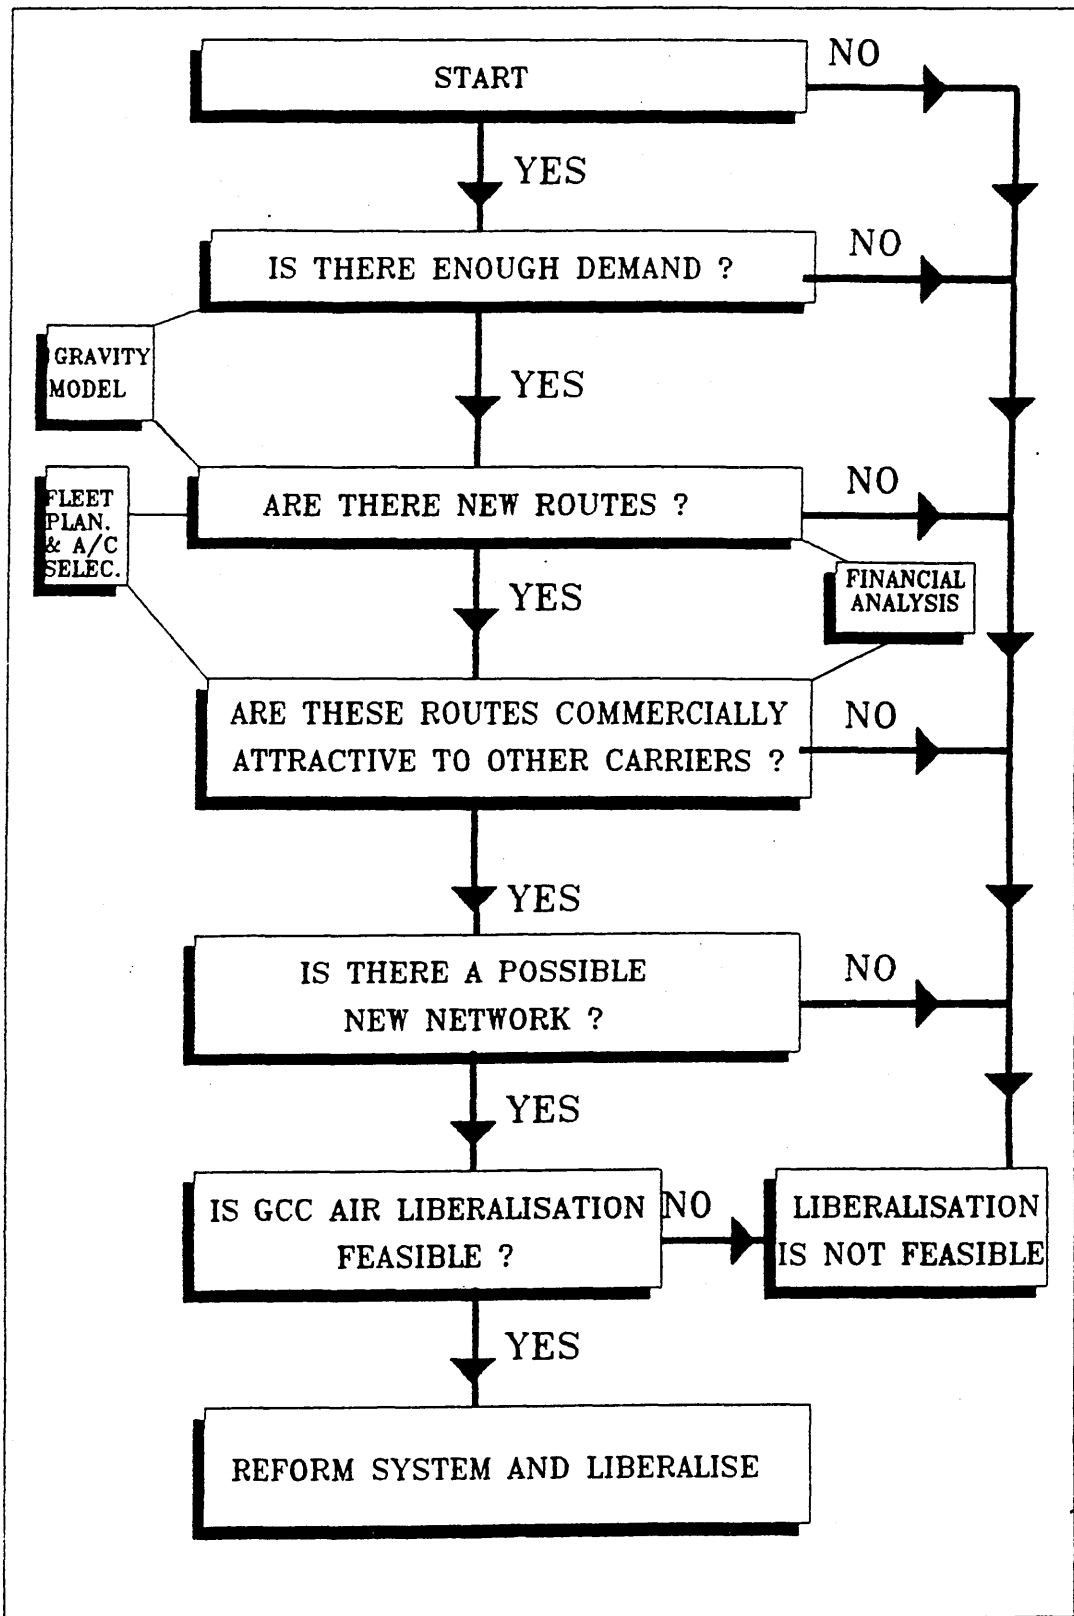 START
NO
YES
IS THERE ENOUGH DEMAND ?
NO
GRAVITY
MODEL
YES
ARE THERE NEW ROUTES ?
NO
FLEET
PLAN.
& A/C
SELEC.
YES
FINANCIAL
ANALYSIS
ARE THESE ROUTES COMMERCIALLY
ATTRACTIVE TO OTHER CARRIERS ?
NO
YES
IS THERE A POSSIBLE
NEW NETWORK ?
NO
YES
IS GCC AIR LIBERALISATION
FEASIBLE ?
NO
LIBERALISATION
IS NOT FEASIBLE
YES
REFORM SYSTEM AND LIBERALISE